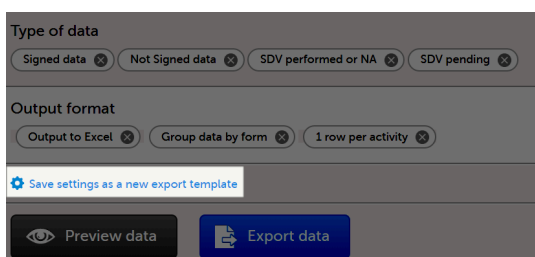 Type of data
Signed data Not Signed data SDV performed or NA SDV pending
Output format
Output to Excel Group data by form 1 row per activity
Save settings as a new export template
Preview data Export data